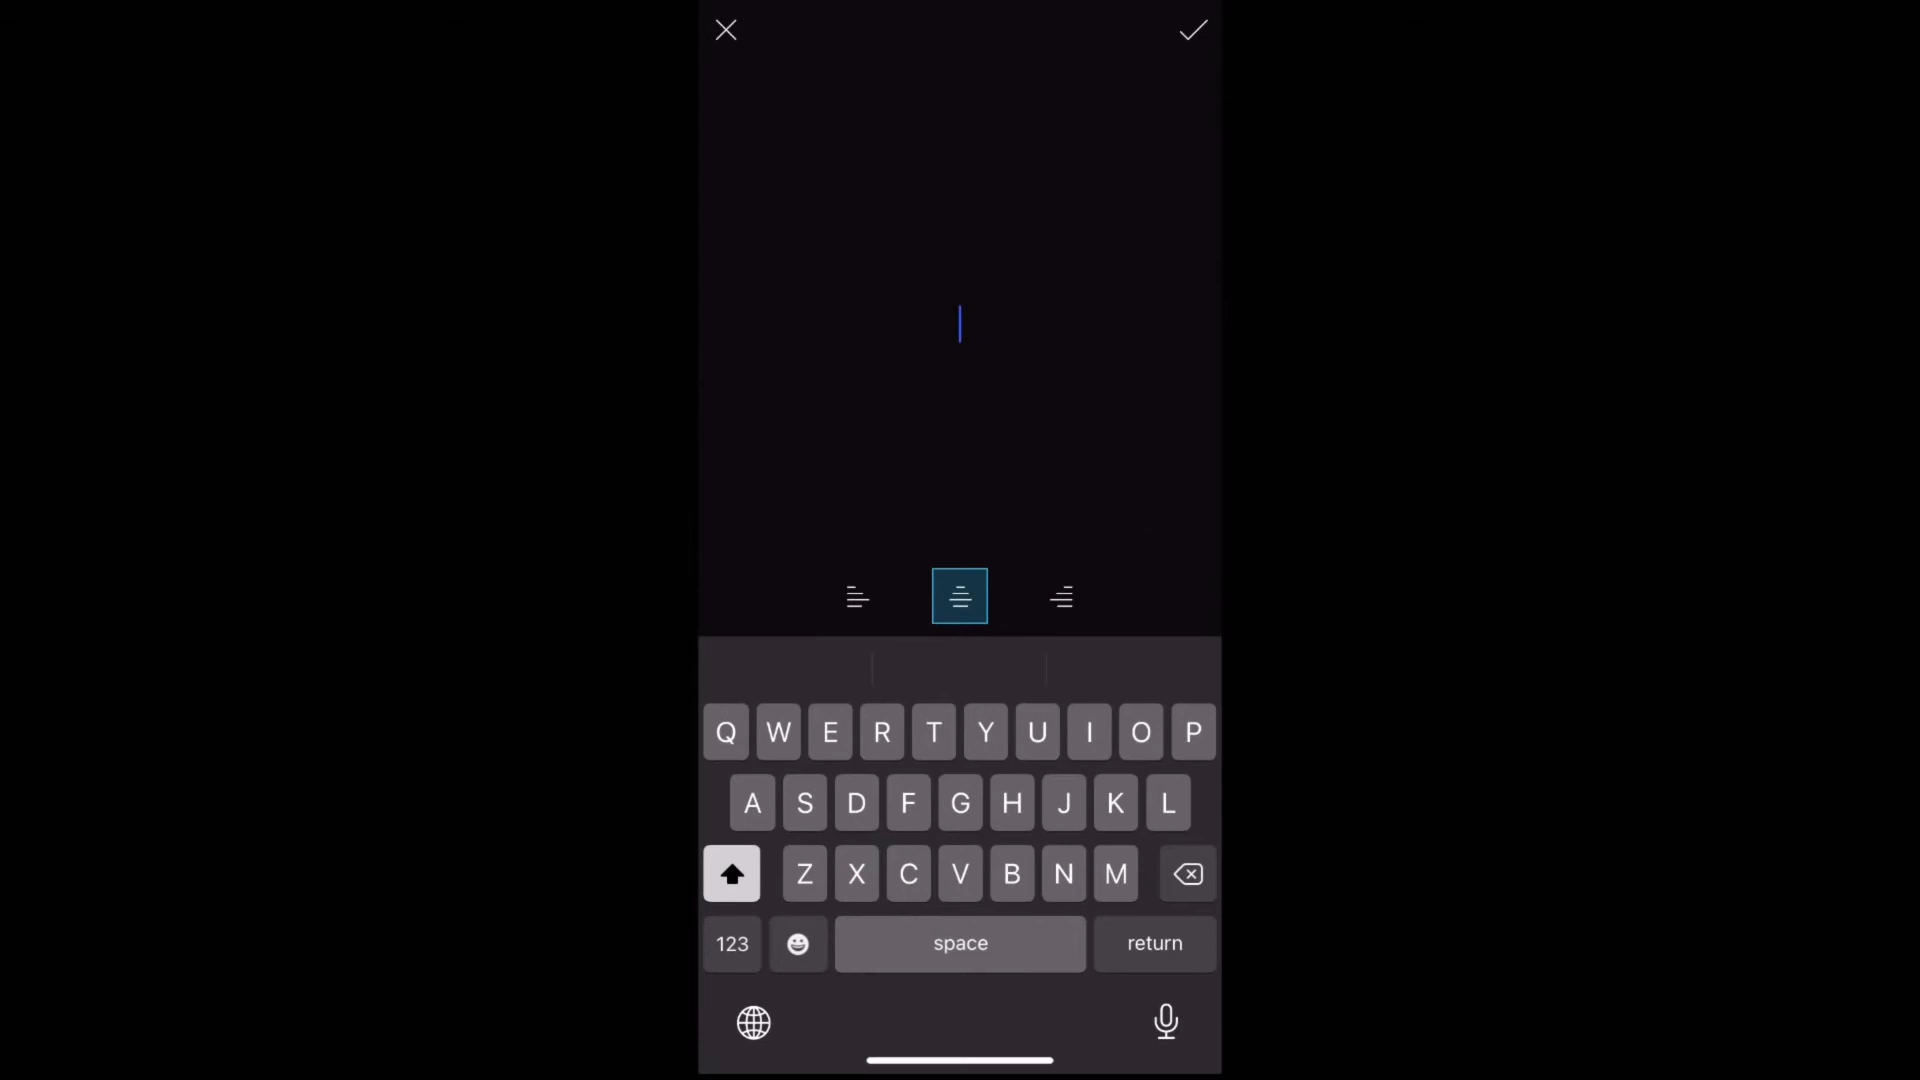 Q W E R T Y U I O P
A S D F G H J K L
Z X C V B N M
123 space return